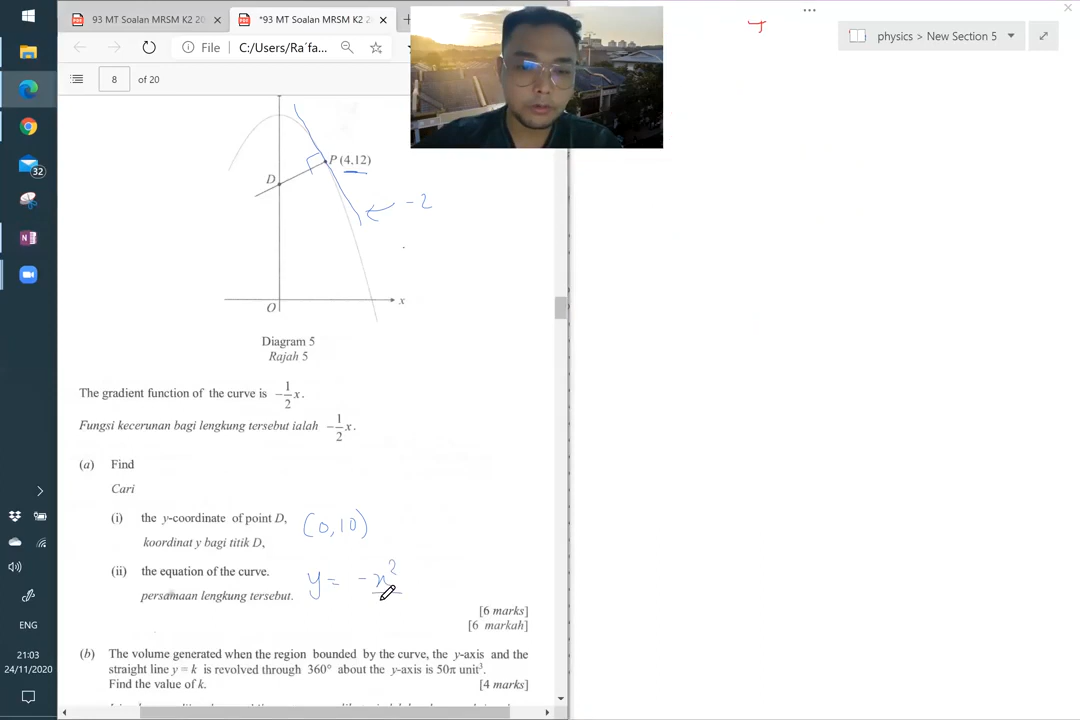 93 MT Soalan MRSM K2 20
*93 MT Soalan MRSM K2 20
File
C:/Users/Ra´fa...
physics > New Section 5
8 of 20
P (4,12)
D
-2
O
x
Diagram 5
Rajah 5
The gradient function of the curve is -1/2 x.
Fungsi kecerunan bagi lengkung tersebut ialah -1/2 x.
(a) Find
Cari
(i) the y-coordinate of point D, (0,10)
koordinat y bagi titik D,
(ii) the equation of the curve. y = -x²
persamaan lengkung tersebut.
[6 marks]
[6 markah]
(b) The volume generated when the region bounded by the curve, the y-axis and the
straight line y = k is revolved through 360° about the y-axis is 50π unit³.
Find the value of k. [4 marks]
32
ENG
21:03
24/11/2020